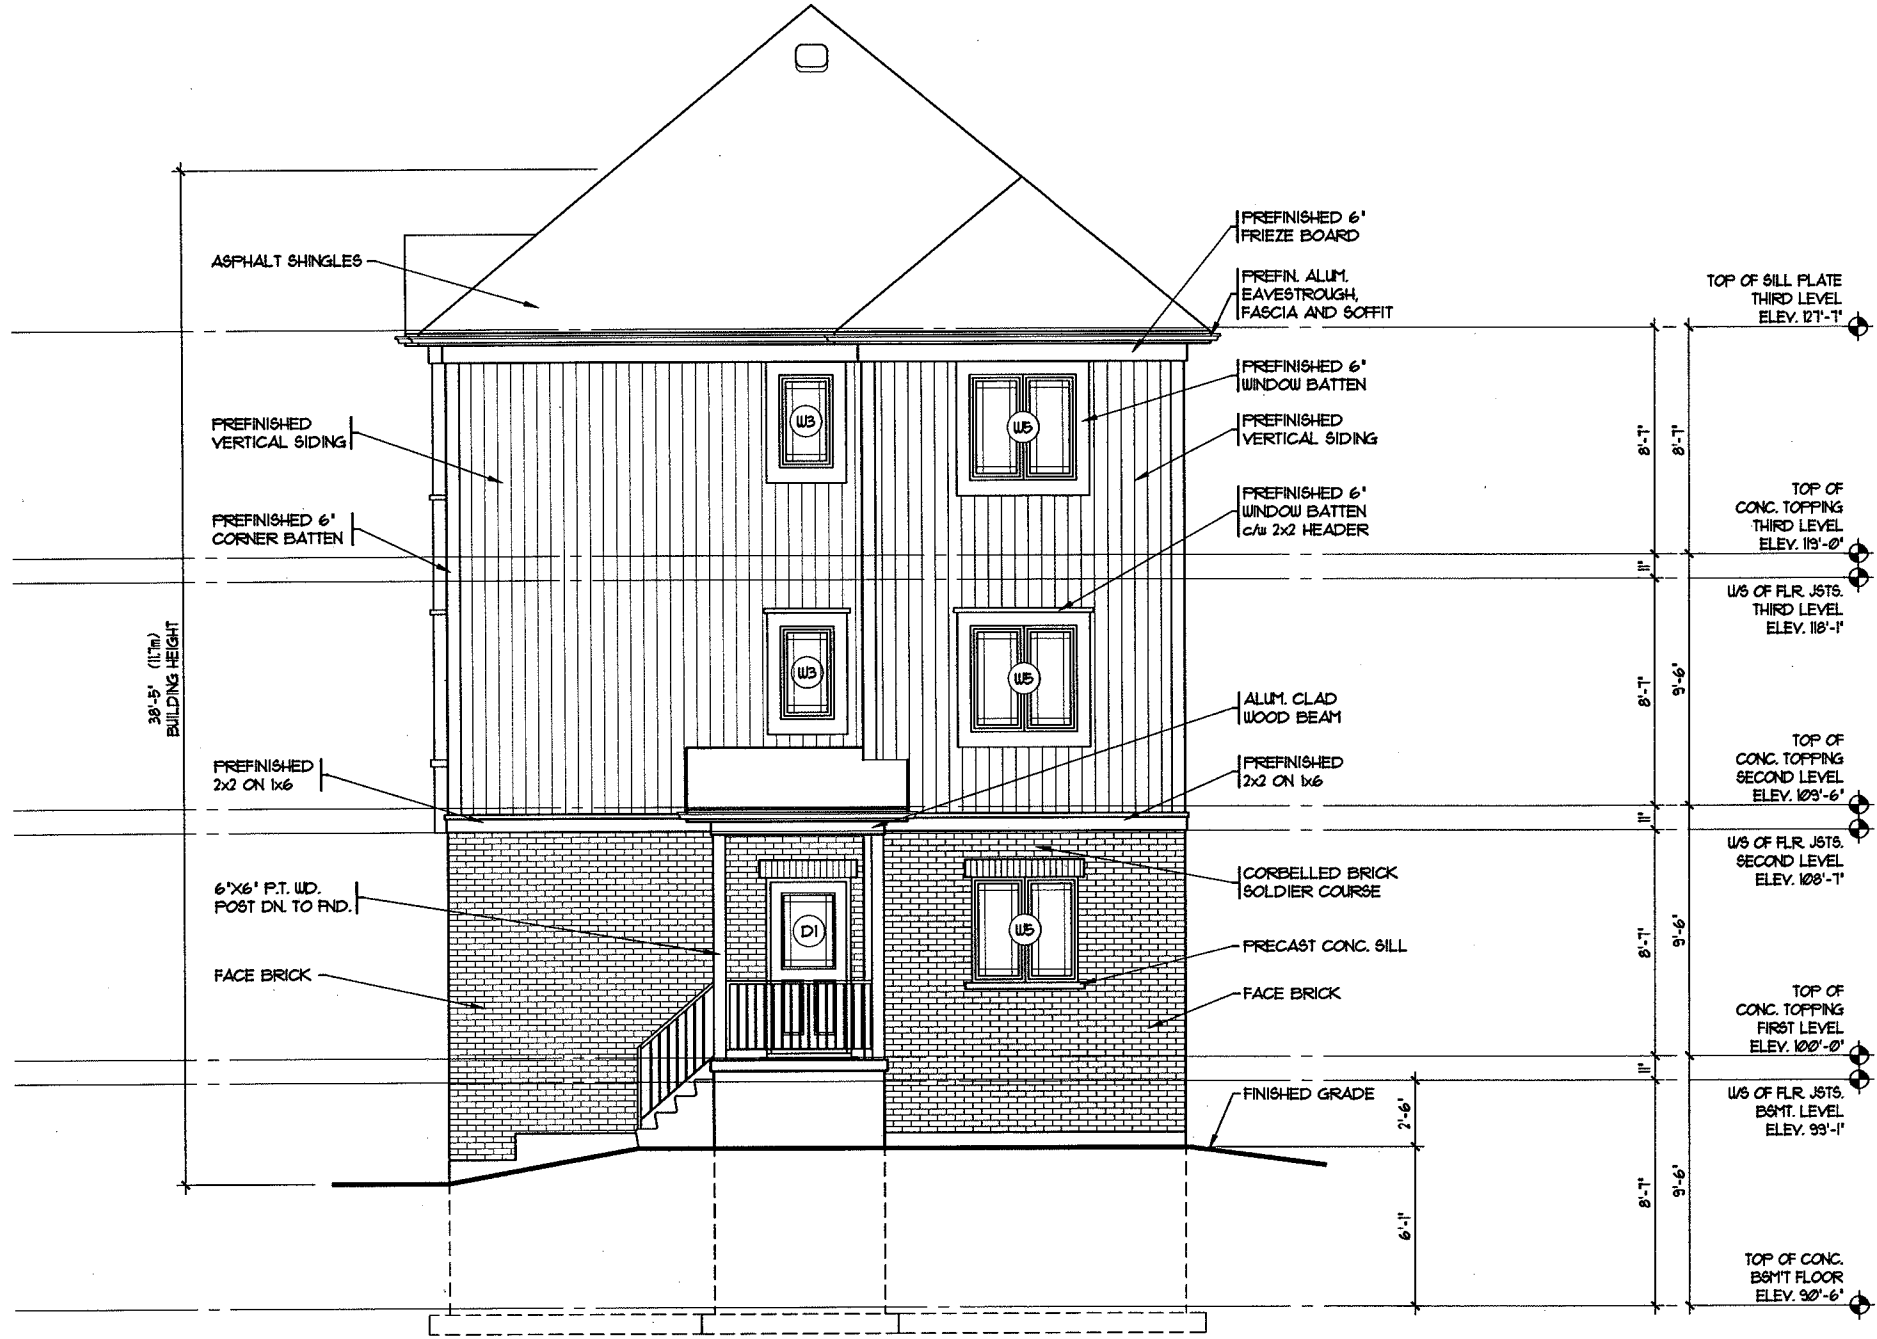 PREFINISHED 6"
FRIEZE BOARD
ASPHALT SHINGLES
PREFIN. ALUM.
EAVESTROUGH,
FASCIA AND SOFFIT
TOP OF SILL PLATE
THIRD LEVEL
ELEV. 127'-7"
PREFINISHED 6"
WINDOW BATTEN
W3
W5
PREFINISHED
VERTICAL SIDING
PREFINISHED
VERTICAL SIDING
8'-7"
8'-7"
PREFINISHED 6"
CORNER BATTEN
PREFINISHED 6"
WINDOW BATTEN
c/w 2x2 HEADER
TOP OF
CONC. TOPPING
THIRD LEVEL
ELEV. 119'-0"
11"
U/S OF FLR. JSTS.
THIRD LEVEL
ELEV. 118'-1"
38'-5" (11.7m)
BUILDING HEIGHT
W3
W5
8'-7"
9'-6"
ALUM. CLAD
WOOD BEAM
PREFINISHED
2x2 ON 1x6
PREFINISHED
2x2 ON 1x6
TOP OF
CONC. TOPPING
SECOND LEVEL
ELEV. 109'-6"
11"
U/S OF FLR. JSTS.
SECOND LEVEL
ELEV. 108'-7"
6"X6" P.T. WD.
POST DN. TO FND.
CORBELLED BRICK
SOLDIER COURSE
D1
W5
8'-7"
9'-6"
PRECAST CONC. SILL
FACE BRICK
FACE BRICK
TOP OF
CONC. TOPPING
FIRST LEVEL
ELEV. 100'-0"
11"
FINISHED GRADE
U/S OF FLR. JSTS.
BSMT. LEVEL
ELEV. 99'-1"
2'-6"
8'-7"
9'-6"
6'-1"
TOP OF CONC.
BSM'T FLOOR
ELEV. 90'-6"